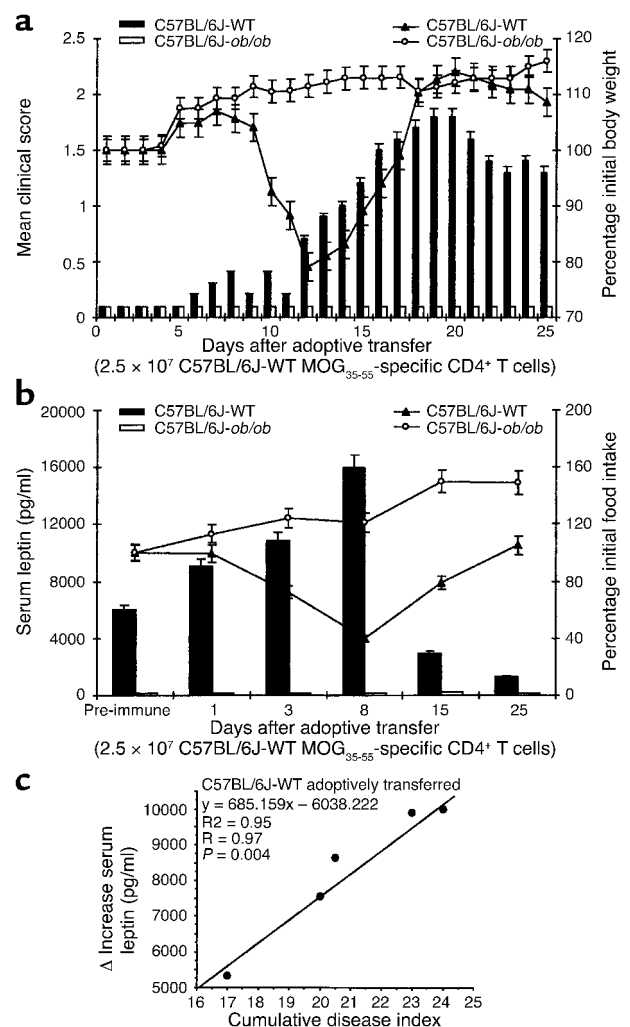 a
C57BL/6J-WT
C57BL/6J-ob/ob
C57BL/6J-WT
C57BL/6J-ob/ob
Mean clinical score
2.5
2
1.5
1
0.5
0
Percentage initial body weight
120
110
100
90
80
70
0 5 10 15 20 25
Days after adoptive transfer
(2.5 × 10⁷ C57BL/6J-WT MOG₃₅₋₅₅-specific CD4⁺ T cells)
b
C57BL/6J-WT
C57BL/6J-ob/ob
C57BL/6J-WT
C57BL/6J-ob/ob
Serum leptin (pg/ml)
20000
16000
12000
8000
4000
0
Percentage initial food intake
200
160
120
80
40
0
Pre-immune 1 3 8 15 25
Days after adoptive transfer
(2.5 × 10⁷ C57BL/6J-WT MOG₃₅₋₅₅-specific CD4⁺ T cells)
c
C57BL/6J-WT adoptively transferred
y = 685.159x − 6038.222
R2 = 0.95
R = 0.97
P = 0.004
Δ Increase serum
leptin (pg/ml)
10000
9000
8000
7000
6000
5000
16 17 18 19 20 21 22 23 24 25
Cumulative disease index